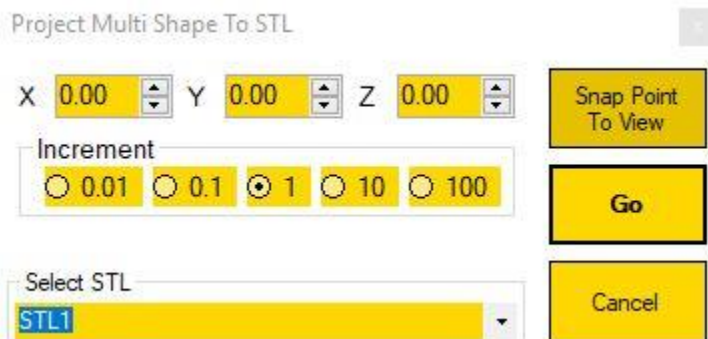 Project Multi Shape To STL
X 0.00 Y 0.00 Z 0.00
Snap Point
To View
Increment
0.01 0.1 1 10 100
Go
Select STL
STL1
Cancel